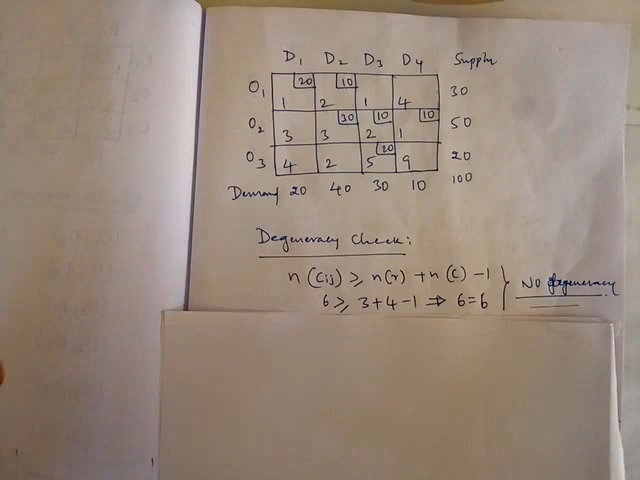 D1 D2 D3 D4 Supply
20 10
O1 1 2 1 4 30
30 10 10
O2 3 3 2 1 50
20
O3 4 2 5 9 20
Demand 20 40 30 10 100
Degeneracy Check:
n (Cij) ≥ n(r) + n(c) -1
6 ≥ 3+4-1 ⇒ 6=6
No degeneracy